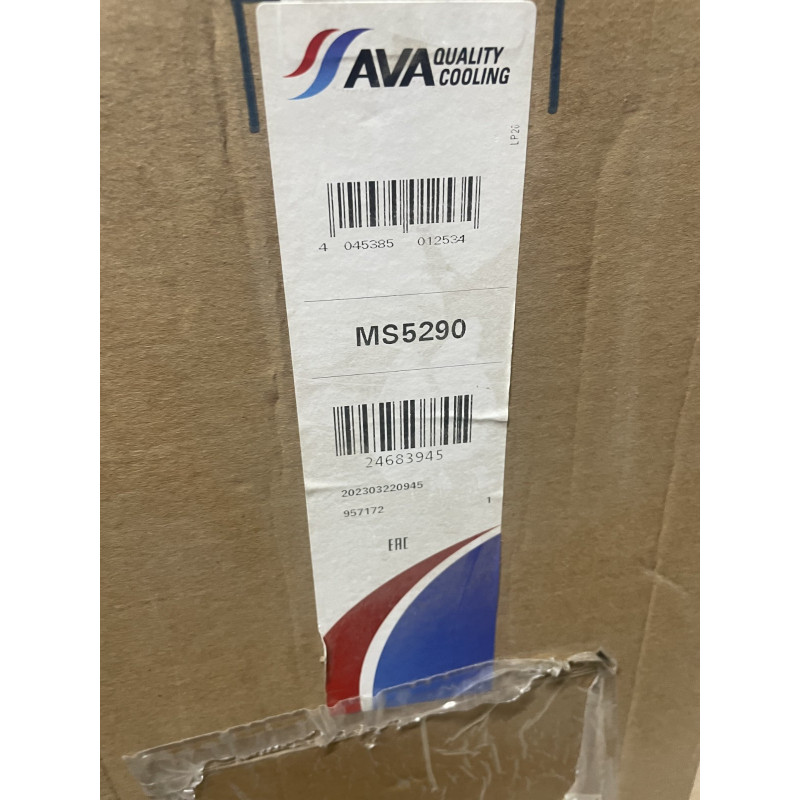 AVA QUALITY
COOLING
LP20
4 045385 012534
MS5290
24683945
202303220945
957172 1
EAC